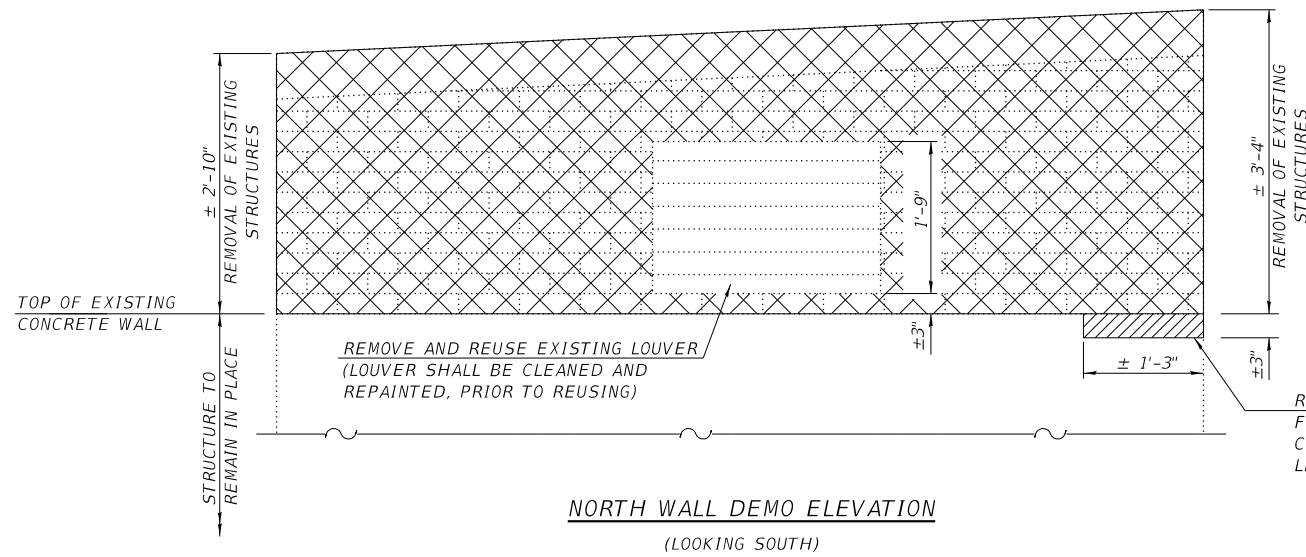 ± 2'-10"
REMOVAL OF EXISTING
STRUCTURES
TOP OF EXISTING
CONCRETE WALL
STRUCTURE TO
REMAIN IN PLACE
1'-9"
±3"
REMOVE AND REUSE EXISTING LOUVER
(LOUVER SHALL BE CLEANED AND
REPAINTED, PRIOR TO REUSING)
± 3'-4"
REMOVAL OF EXISTING
STRUCTURES
± 1'-3"
±3"
NORTH WALL DEMO ELEVATION
(LOOKING SOUTH)